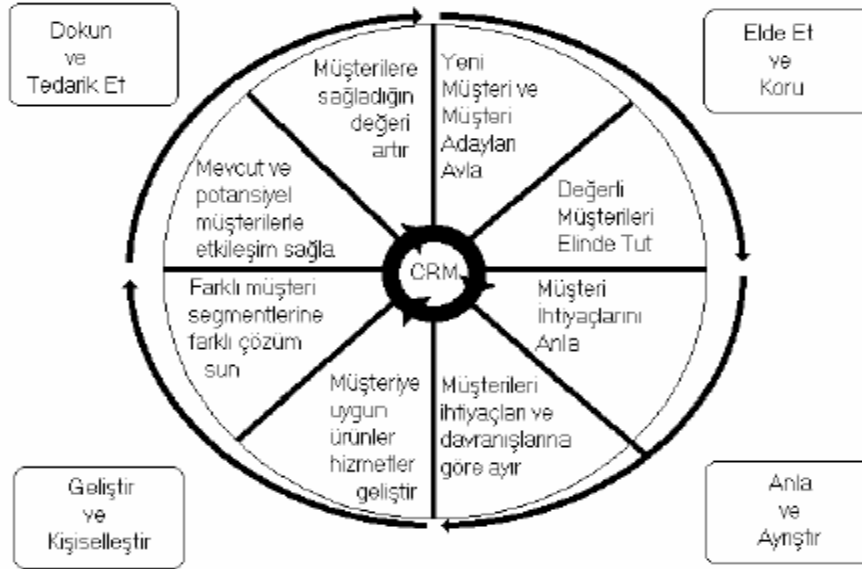 Dokun
ve
Tedarik Et
Elde Et
ve
Koru
Müşterilere
sağladığın
değeri
artır
Yeni
Müşteri ve
Müşteri
Adayları
Avla
Mevcut ve
potansiyel
müşterilerle
etkileşim sağla
Değerli
Müşterileri
Elinde Tut
CRM
Farklı müşteri
segmentlerine
farklı çözüm
sun
Müşteri
İhtiyaçlarını
Anla
Müşteriye
uygun
ürünler
hizmetler
geliştir
Müşterileri
ihtiyaçları ve
davranışlarına
göre ayır
Geliştir
ve
Kişiselleştir
Anla
ve
Ayrıştır